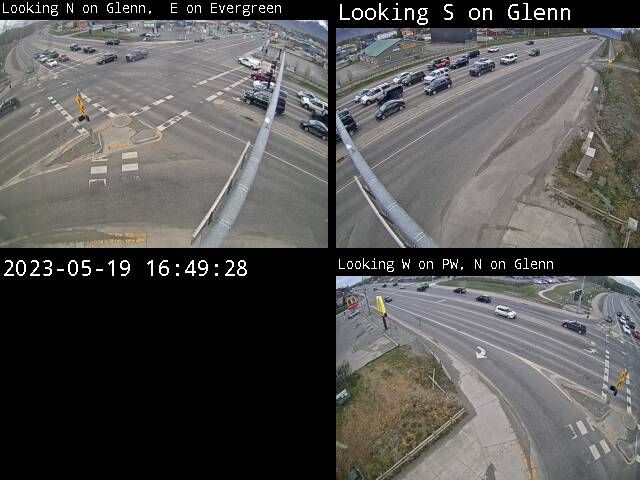 Looking N on Glenn, E on Evergreen
Looking S on Glenn
2023-05-19 16:49:28
Looking W on PW, N on Glenn